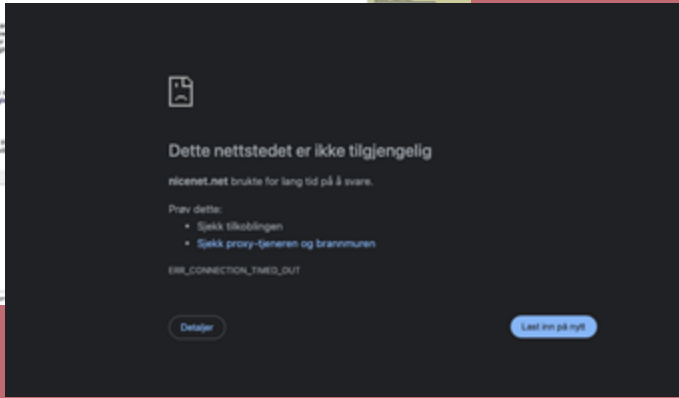 Dette nettstedet er ikke tilgjengelig
nicenet.net brukte for lang tid på å svare.
Prøv dette:
• Sjekk tilkoblingen
• Sjekk proxy-tjeneren og brannmuren
ERR_CONNECTION_TIMED_OUT
Detaljer
Last inn på nytt